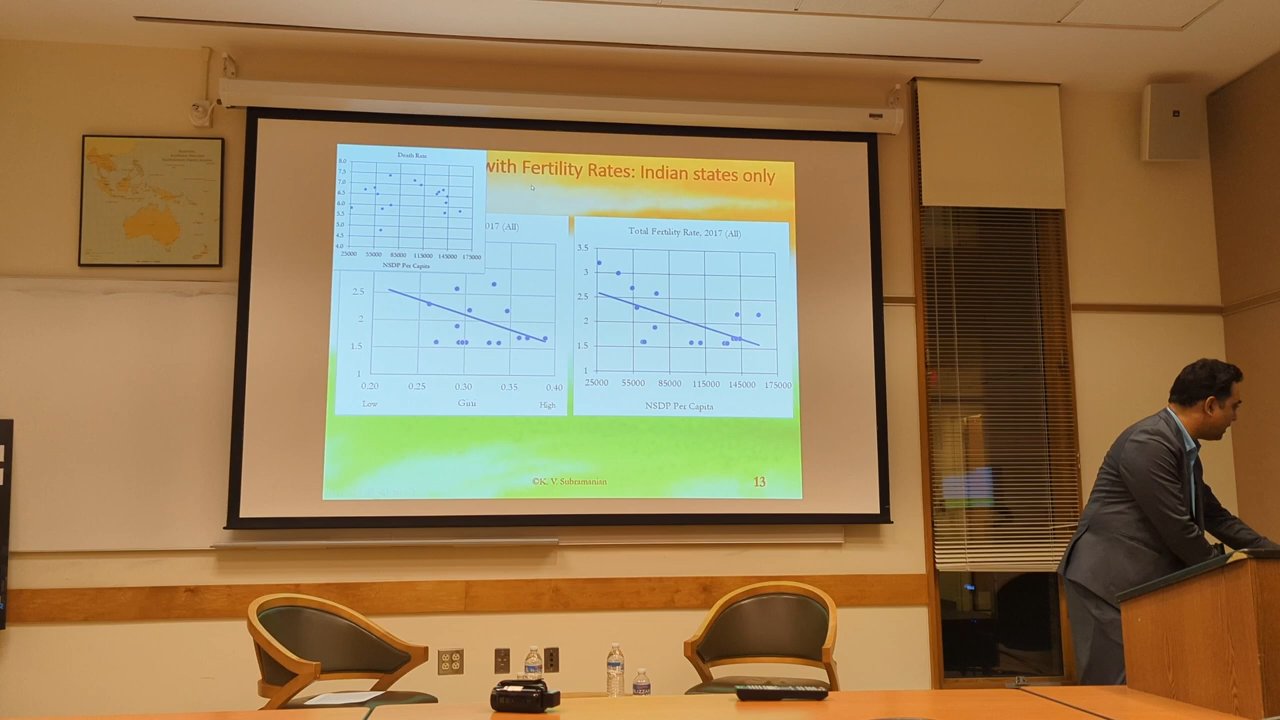 with Fertility Rates: Indian states only
Death Rate
8.0
7.5
7.0
6.5
6.0
5.5
5.0
4.5
4.0
25000 55000 85000 115000 145000 175000
NSDP Per Capita
2017 (All)
2.5
2
1.5
1
0.20 0.25 0.30 0.35 0.40
Low Gini High
Total Fertility Rate, 2017 (All)
3.5
3
2.5
2
1.5
1
25000 55000 85000 115000 145000 175000
NSDP Per Capita
©K. V. Subramanian
13